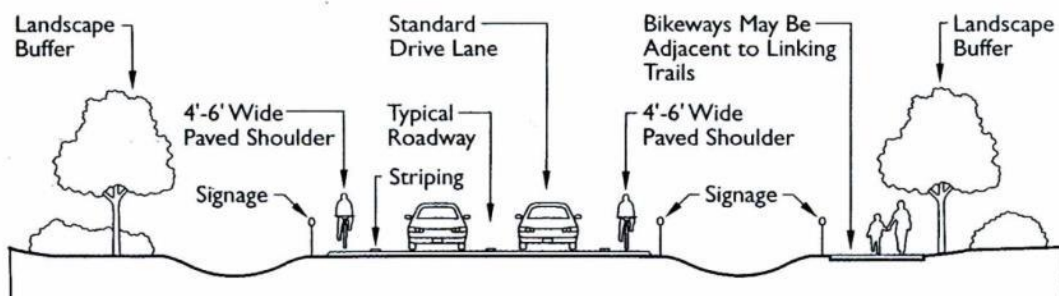 Landscape
Buffer
Standard
Drive Lane
Bikeways May Be
Adjacent to Linking
Trails
Landscape
Buffer
4'-6' Wide
Paved Shoulder
Typical
Roadway
4'-6' Wide
Paved Shoulder
Signage
Striping
Signage